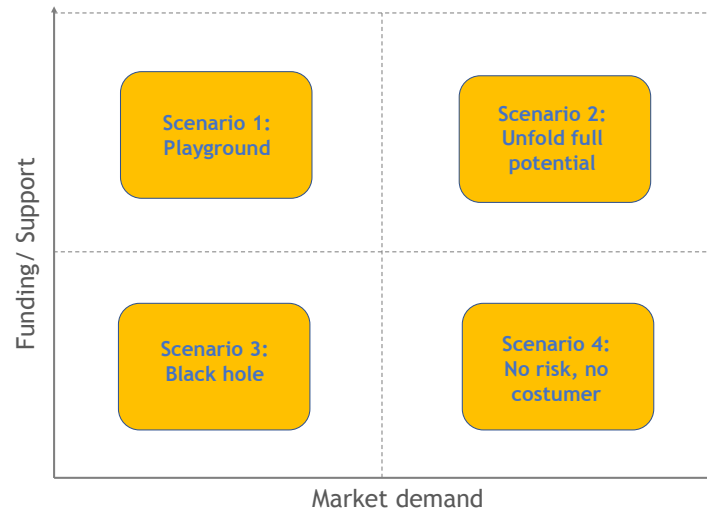 Funding/ Support
Scenario 1:
Playground
Scenario 2:
Unfold full
potential
Scenario 3:
Black hole
Scenario 4:
No risk, no
costumer
Market demand